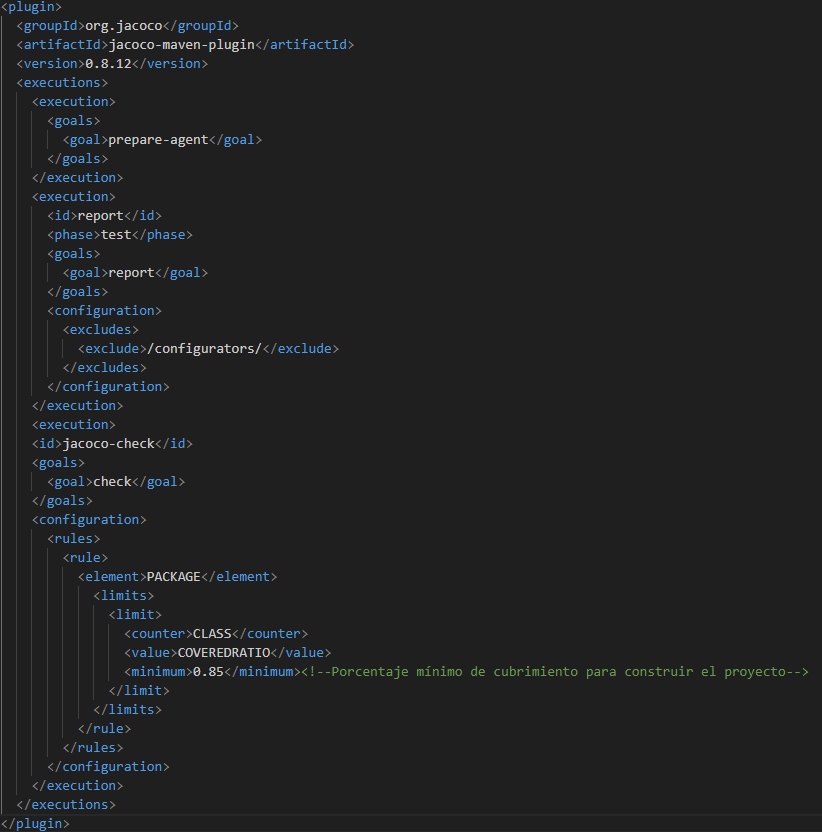 <plugin>
<groupId>org.jacoco</groupId>
<artifactId>jacoco-maven-plugin</artifactId>
<version>0.8.12</version>
<executions>
<execution>
<goals>
<goal>prepare-agent</goal>
</goals>
</execution>
<execution>
<id>report</id>
<phase>test</phase>
<goals>
<goal>report</goal>
</goals>
<configuration>
<excludes>
<exclude>/configurators/</exclude>
</excludes>
</configuration>
</execution>
<execution>
<id>jacoco-check</id>
<goals>
<goal>check</goal>
</goals>
<configuration>
<rules>
<rule>
<element>PACKAGE</element>
<limits>
<limit>
<counter>CLASS</counter>
<value>COVEREDRATIO</value>
<minimum>0.85</minimum><!--Porcentaje mínimo de cubrimiento para construir el proyecto-->
</limit>
</limits>
</rule>
</rules>
</configuration>
</execution>
</executions>
</plugin>